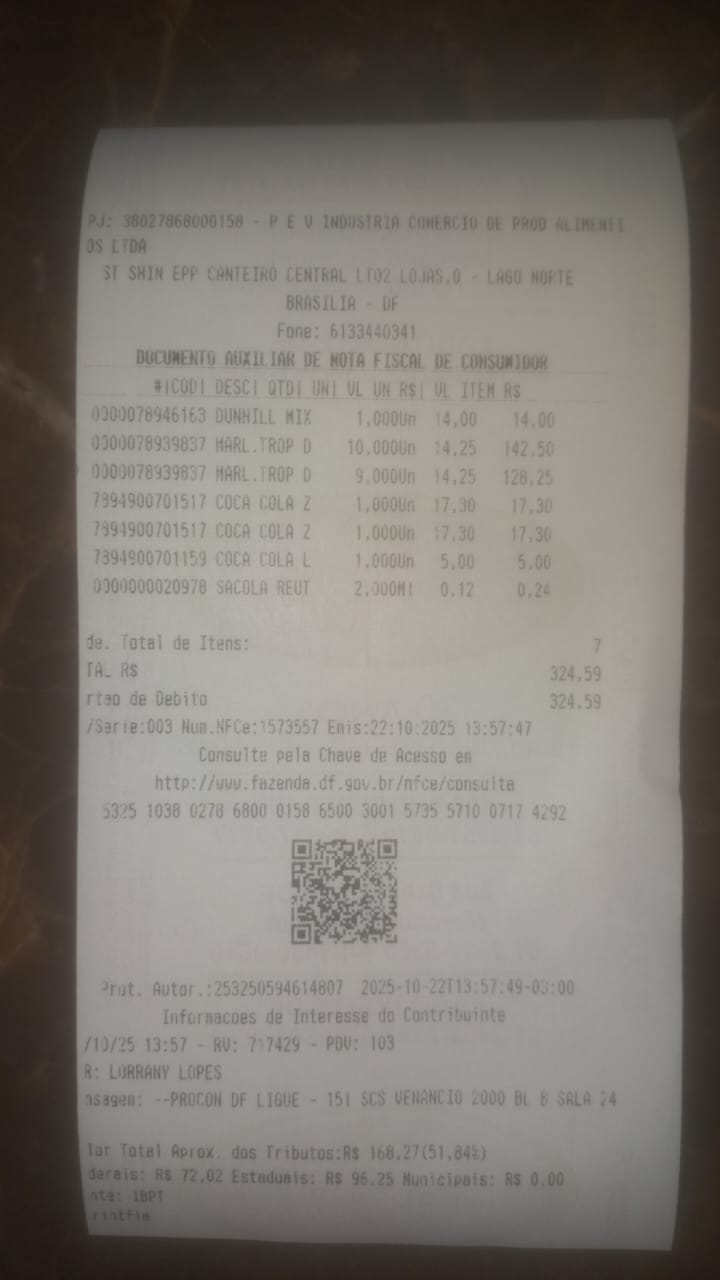 PJ: 38027868000158 - P E V INDUSTRIA COMERCIO DE PROD ALIMENTI
OS LTDA
ST SHIN EPP CANTEIRO CENTRAL LT02 LOJAS,0 - LAGO NORTE
BRASILIA - DF
Fone: 6133440341
DOCUMENTO AUXILIAR DE NOTA FISCAL DE CONSUMIDOR
#|COD| DESC| QTD| UN| VL UN R$| VL ITEM R$
0000078946163 DUNHILL MIX 1,000Un 14,00 14,00
0000078939837 MARL.TROP D 10,000Un 14,25 142,50
0000078939837 MARL.TROP D 9,000Un 14,25 128,25
7894900701517 COCA COLA Z 1,000Un 17,30 17,30
7894900701517 COCA COLA Z 1,000Un 17,30 17,30
7894900701159 COCA COLA L 1,000Un 5,00 5,00
0000000020978 SACOLA REUT 2,000MI 0,12 0,24
de. Total de Itens: 7
TAL R$ 324,59
rtao de Debito 324,59
/Serie:003 Num.NFCe:1573557 Emis:22:10:2025 13:57:47
Consulte pela Chave de Acesso em
http://www.fazenda.df.gov.br/nfce/consulta
5325 1038 0278 6800 0158 6500 3001 5735 5710 0717 4292
Prot. Autor.:253250594614807 2025-10-22T13:57:49-03:00
Informacoes de Interesse do Contribuinte
/10/25 13:57 - RV: 717429 - PDV: 103
R: LORRANY LOPES
nsagem: --PROCON DF LIGUE - 151 SCS VENANCIO 2000 BL B SALA 24
lor Total Aprox. dos Tributos:R$ 168,27(51,84%)
derais: R$ 72,02 Estaduais: R$ 96,25 Municipais: R$ 0,00
nte: IBPT